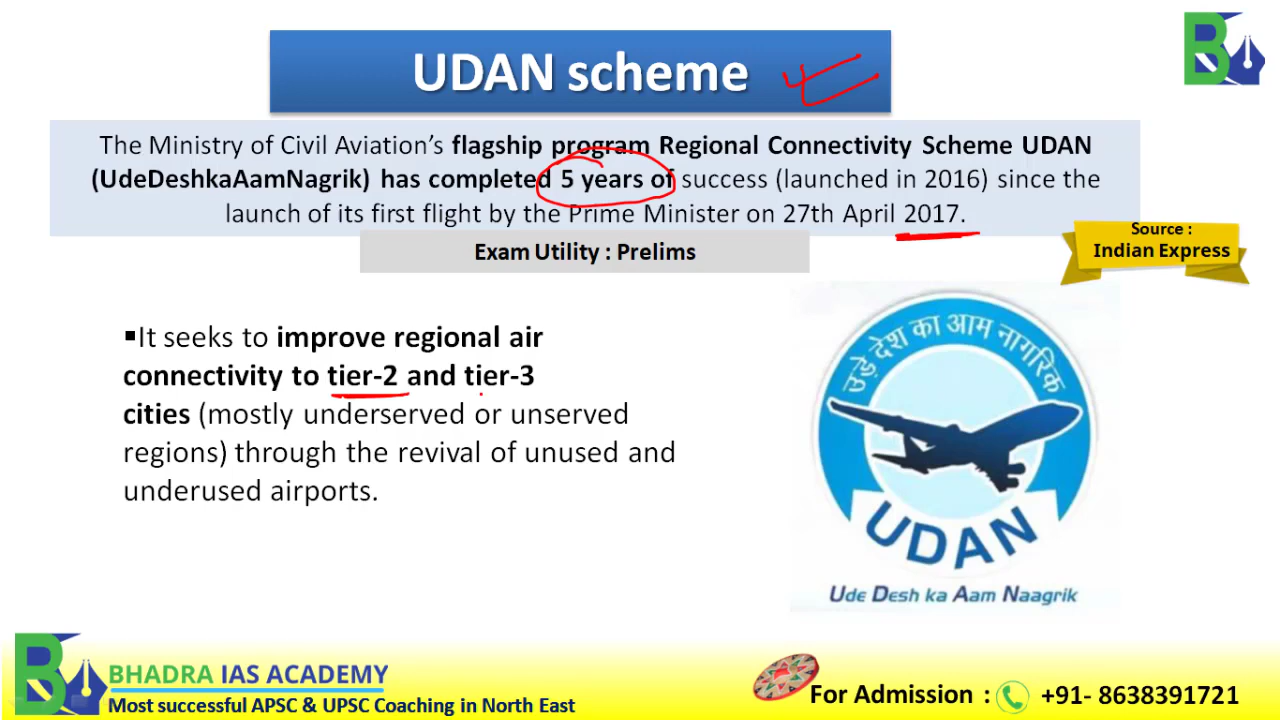 UDAN scheme
The Ministry of Civil Aviation's flagship program Regional Connectivity Scheme UDAN
(UdeDeshkaAamNagrik) has completed 5 years of success (launched in 2016) since the
launch of its first flight by the Prime Minister on 27th April 2017.
Source :
Indian Express
Exam Utility : Prelims
▪It seeks to improve regional air
connectivity to tier-2 and tier-3
cities (mostly underserved or unserved
regions) through the revival of unused and
underused airports.
उड़े देश का आम नागरिक
UDAN
Ude Desh ka Aam Naagrik
BHADRA IAS ACADEMY
Most successful APSC & UPSC Coaching in North East
For Admission : +91- 8638391721